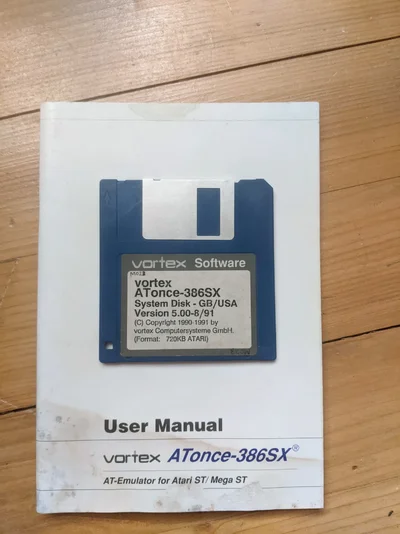 vortex Software
vortex
ATonce-386SX
System Disk - GB/USA
Version 5.00-8/91
(C) Copyright 1990-1991 by
vortex Computersysteme GmbH.
(Format: 720KB ATARI)
User Manual
vortex ATonce-386SX®
AT-Emulator for Atari ST/ Mega ST